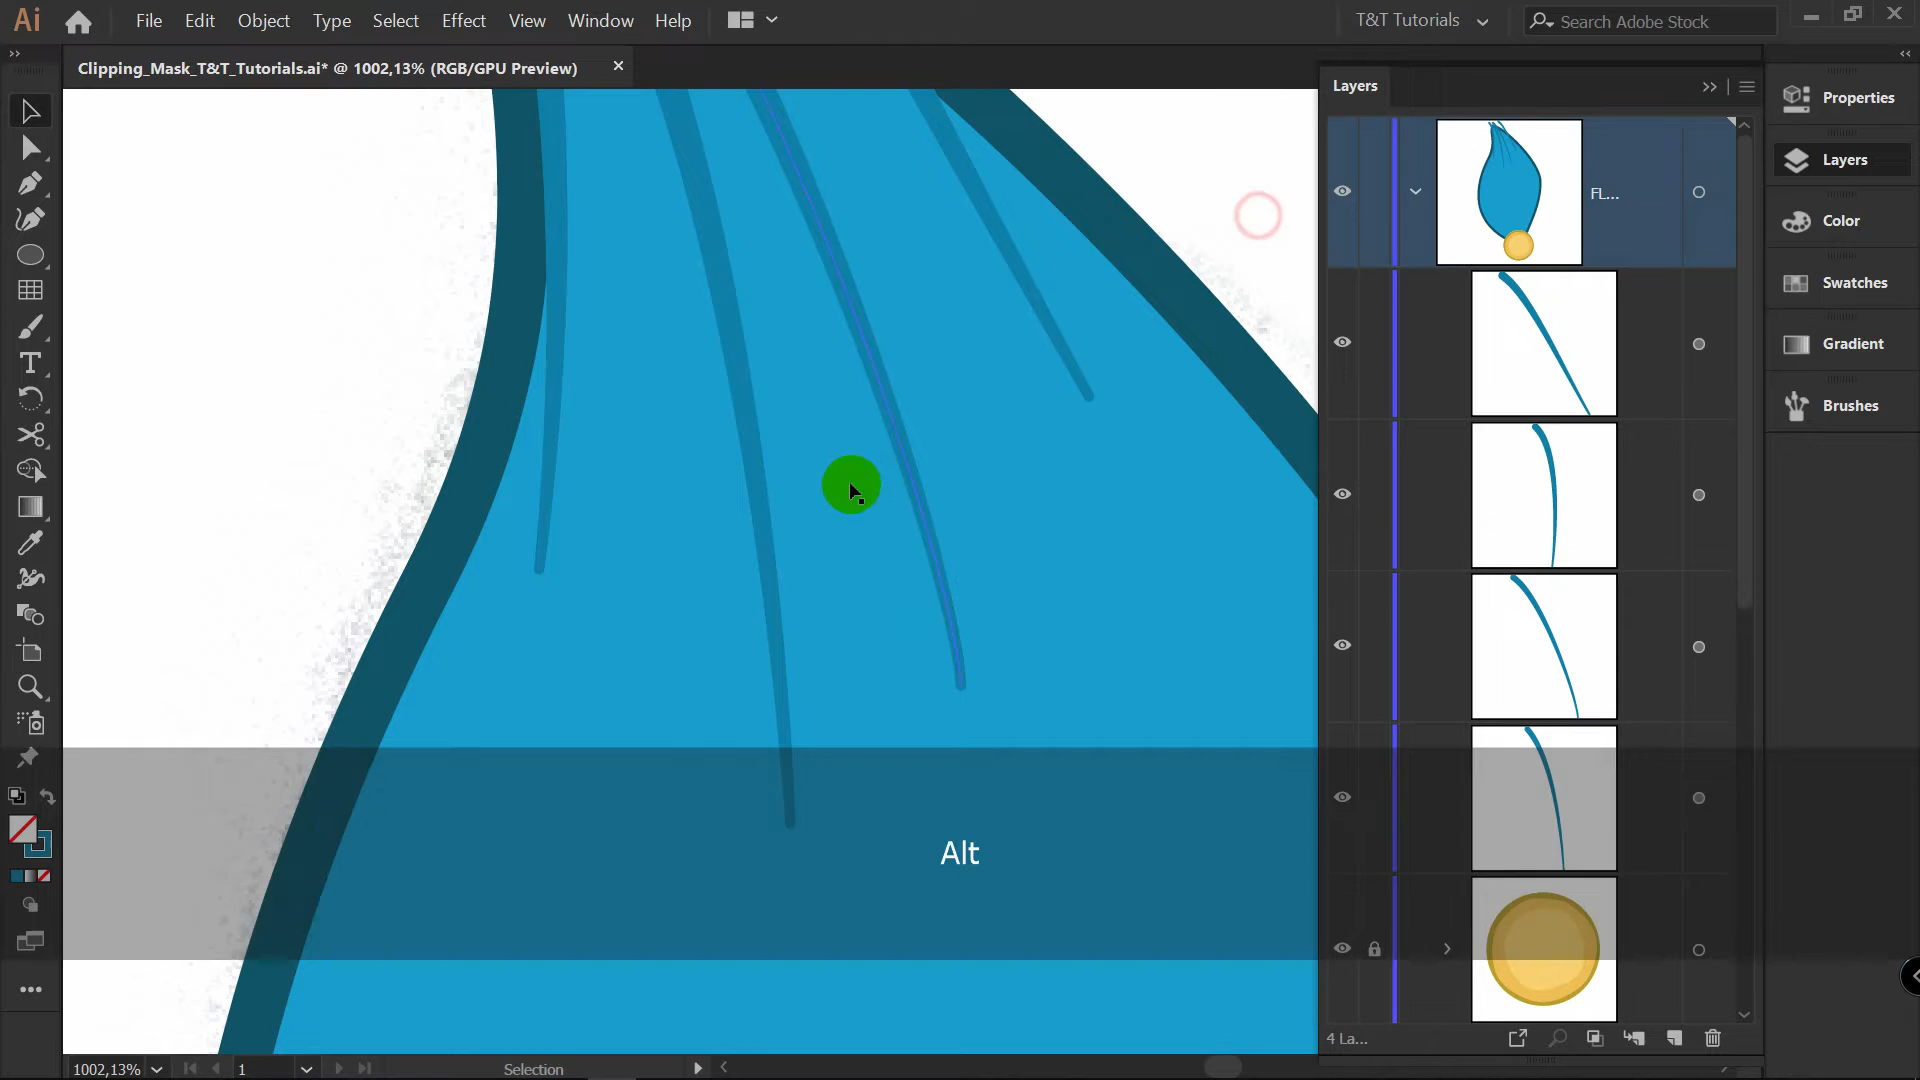 Ai File Edit Object Type Select Effect View Window Help T&T Tutorials Search Adobe Stock
Clipping_Mask_T&T_Tutorials.ai* @ 1002,13% (RGB/GPU Preview)
Layers
Properties
FL...
Layers
Color
Swatches
Gradient
Brushes
Alt
4 La...
1002,13% 1 Selection